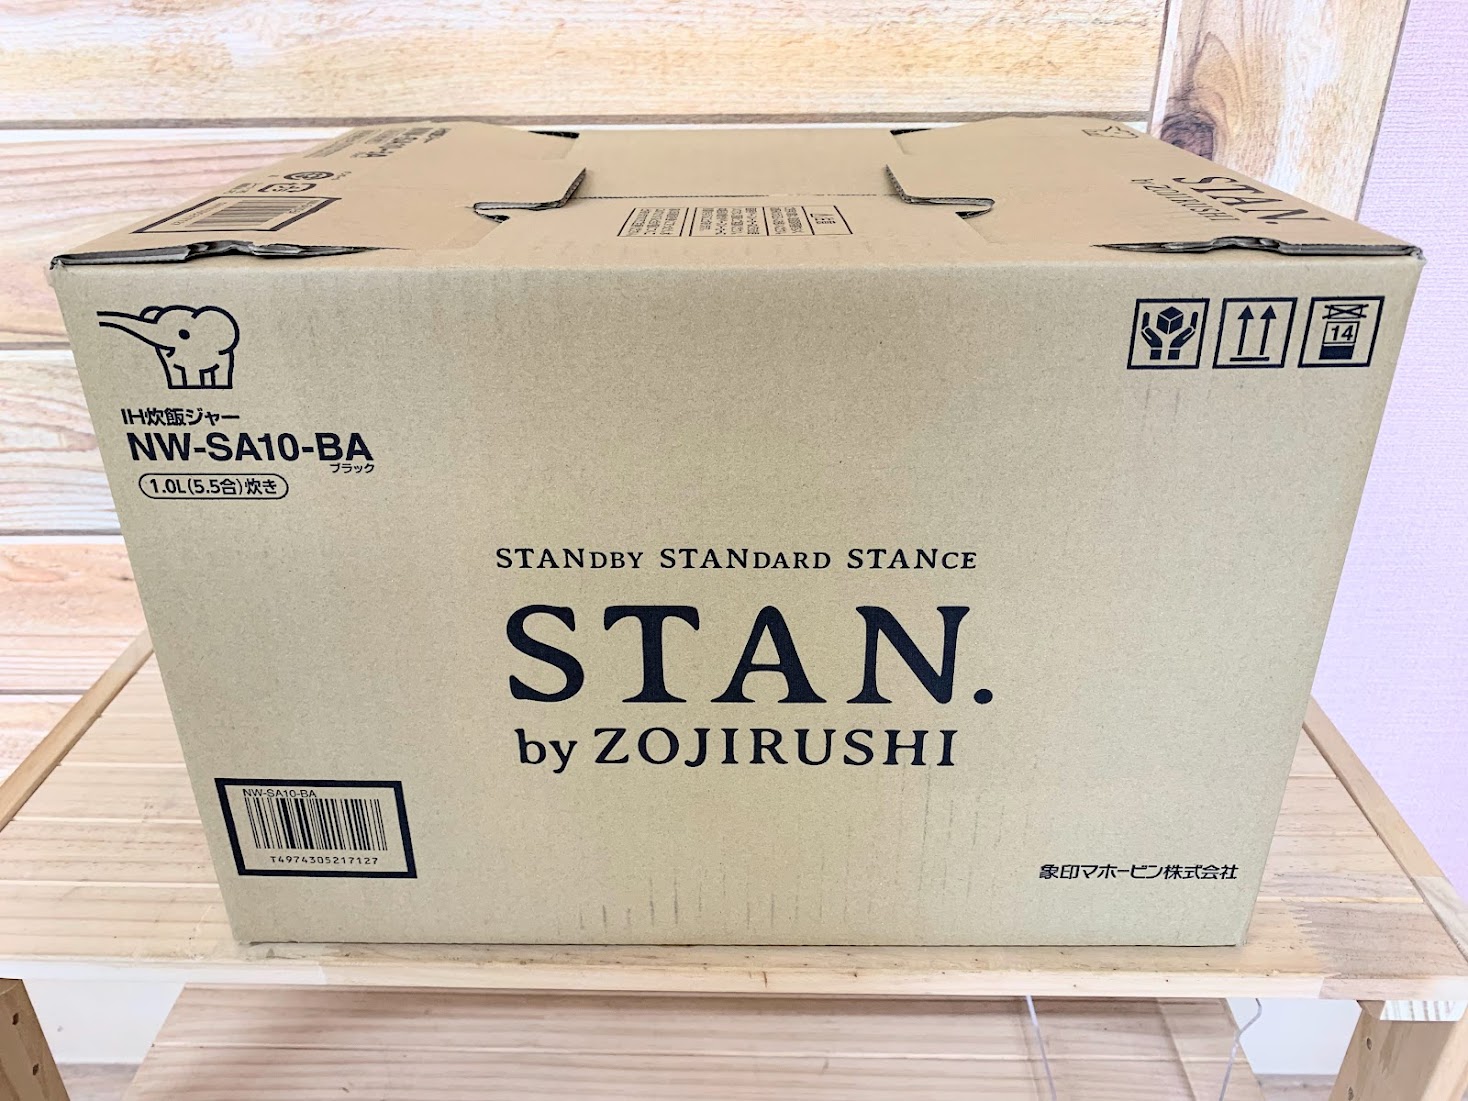 STAN.
by ZOJIRUSHI
IH炊飯ジャー
NW-SA10-BA
ブラック
1.0L(5.5合)炊き
14
STANDBY STANDARD STANCE
STAN.
by ZOJIRUSHI
NW-SA10-BA
T4974305217127
象印マホービン株式会社